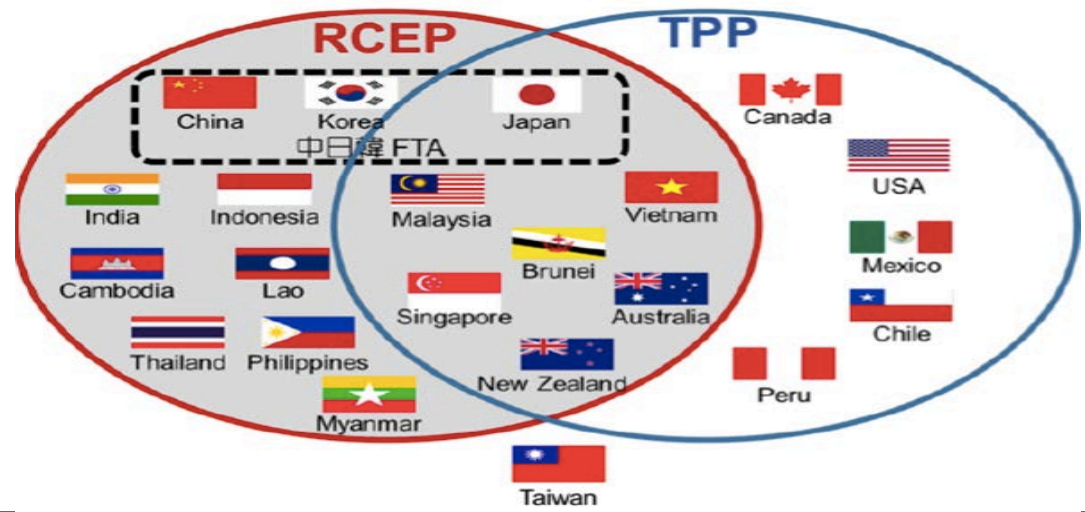 RCEP
TPP
China
Korea
Japan
中日韓 FTA
Canada
USA
India
Indonesia
Malaysia
Vietnam
Brunei
Mexico
Cambodia
Lao
Singapore
Australia
Chile
Thailand
Philippines
New Zealand
Peru
Myanmar
Taiwan